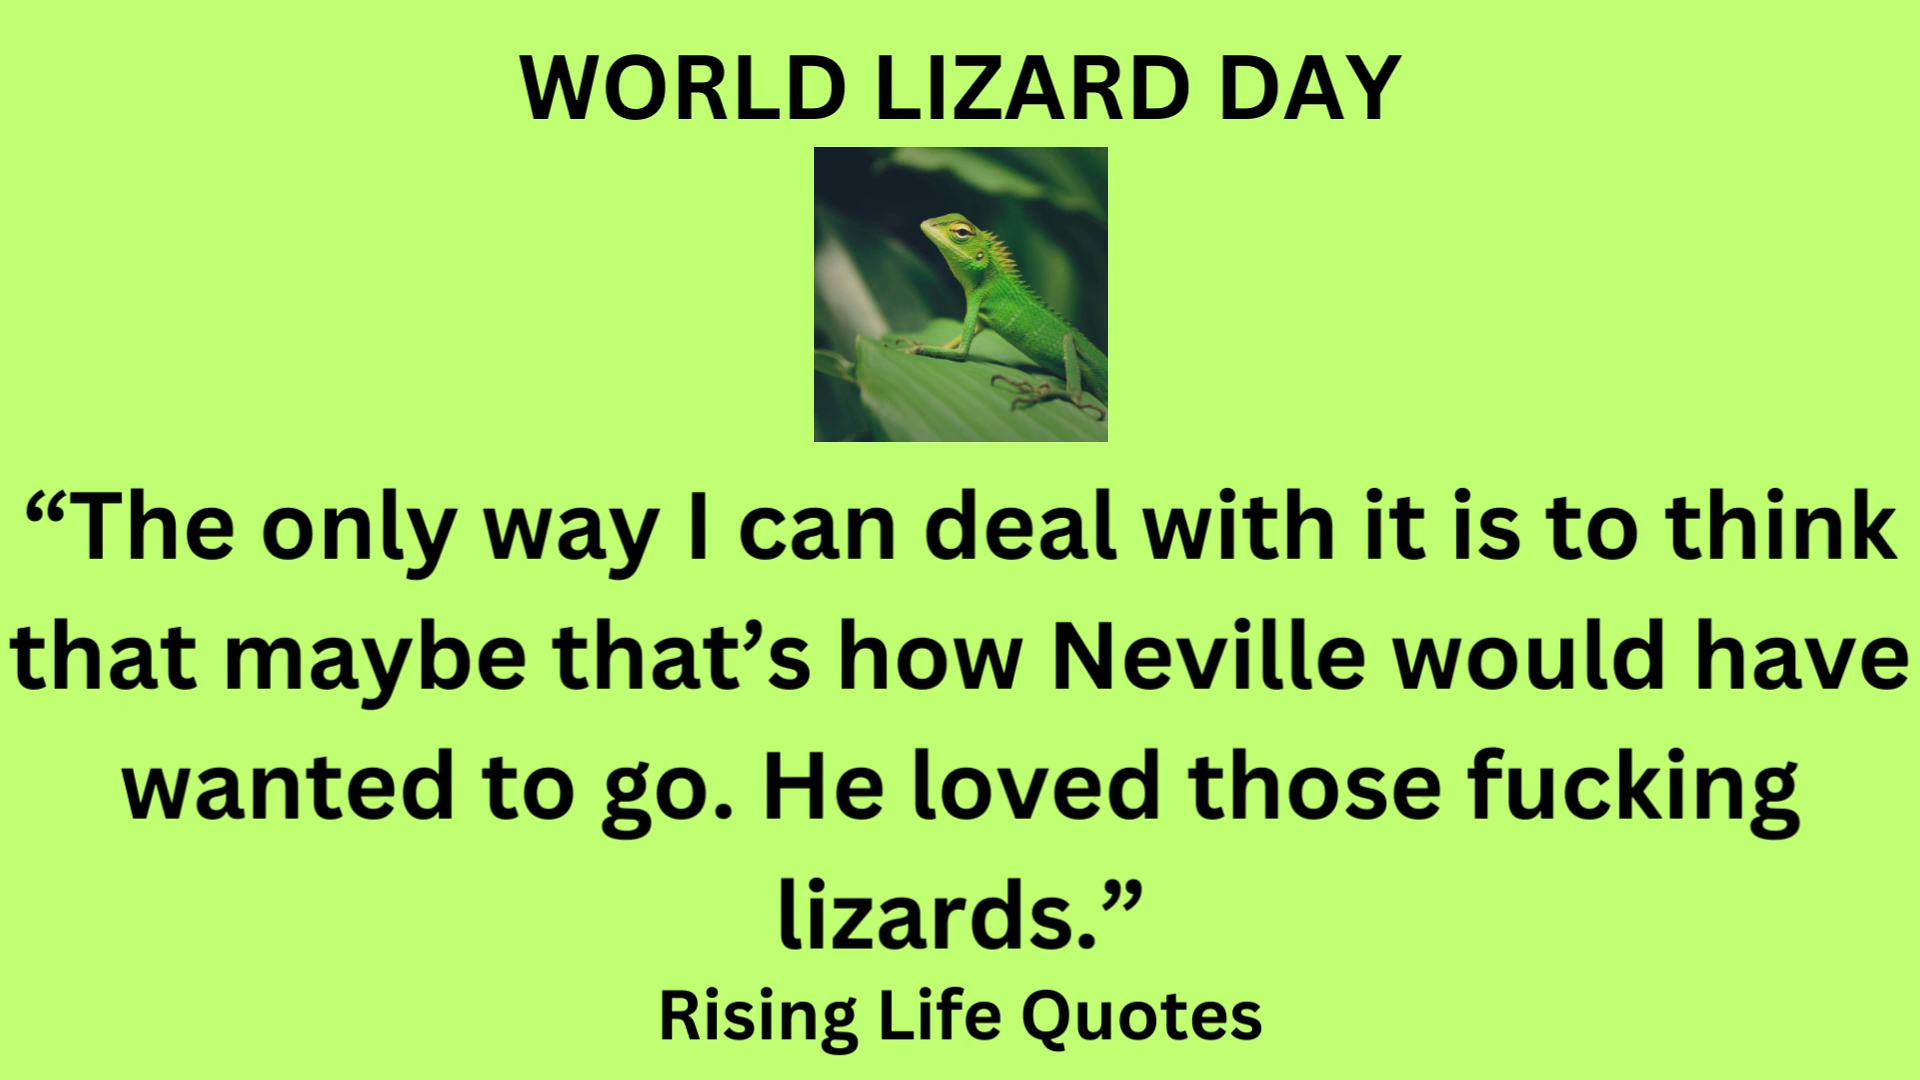 WORLD LIZARD DAY
“The only way I can deal with it is to think
that maybe that’s how Neville would have
wanted to go. He loved those fucking
lizards.”
Rising Life Quotes